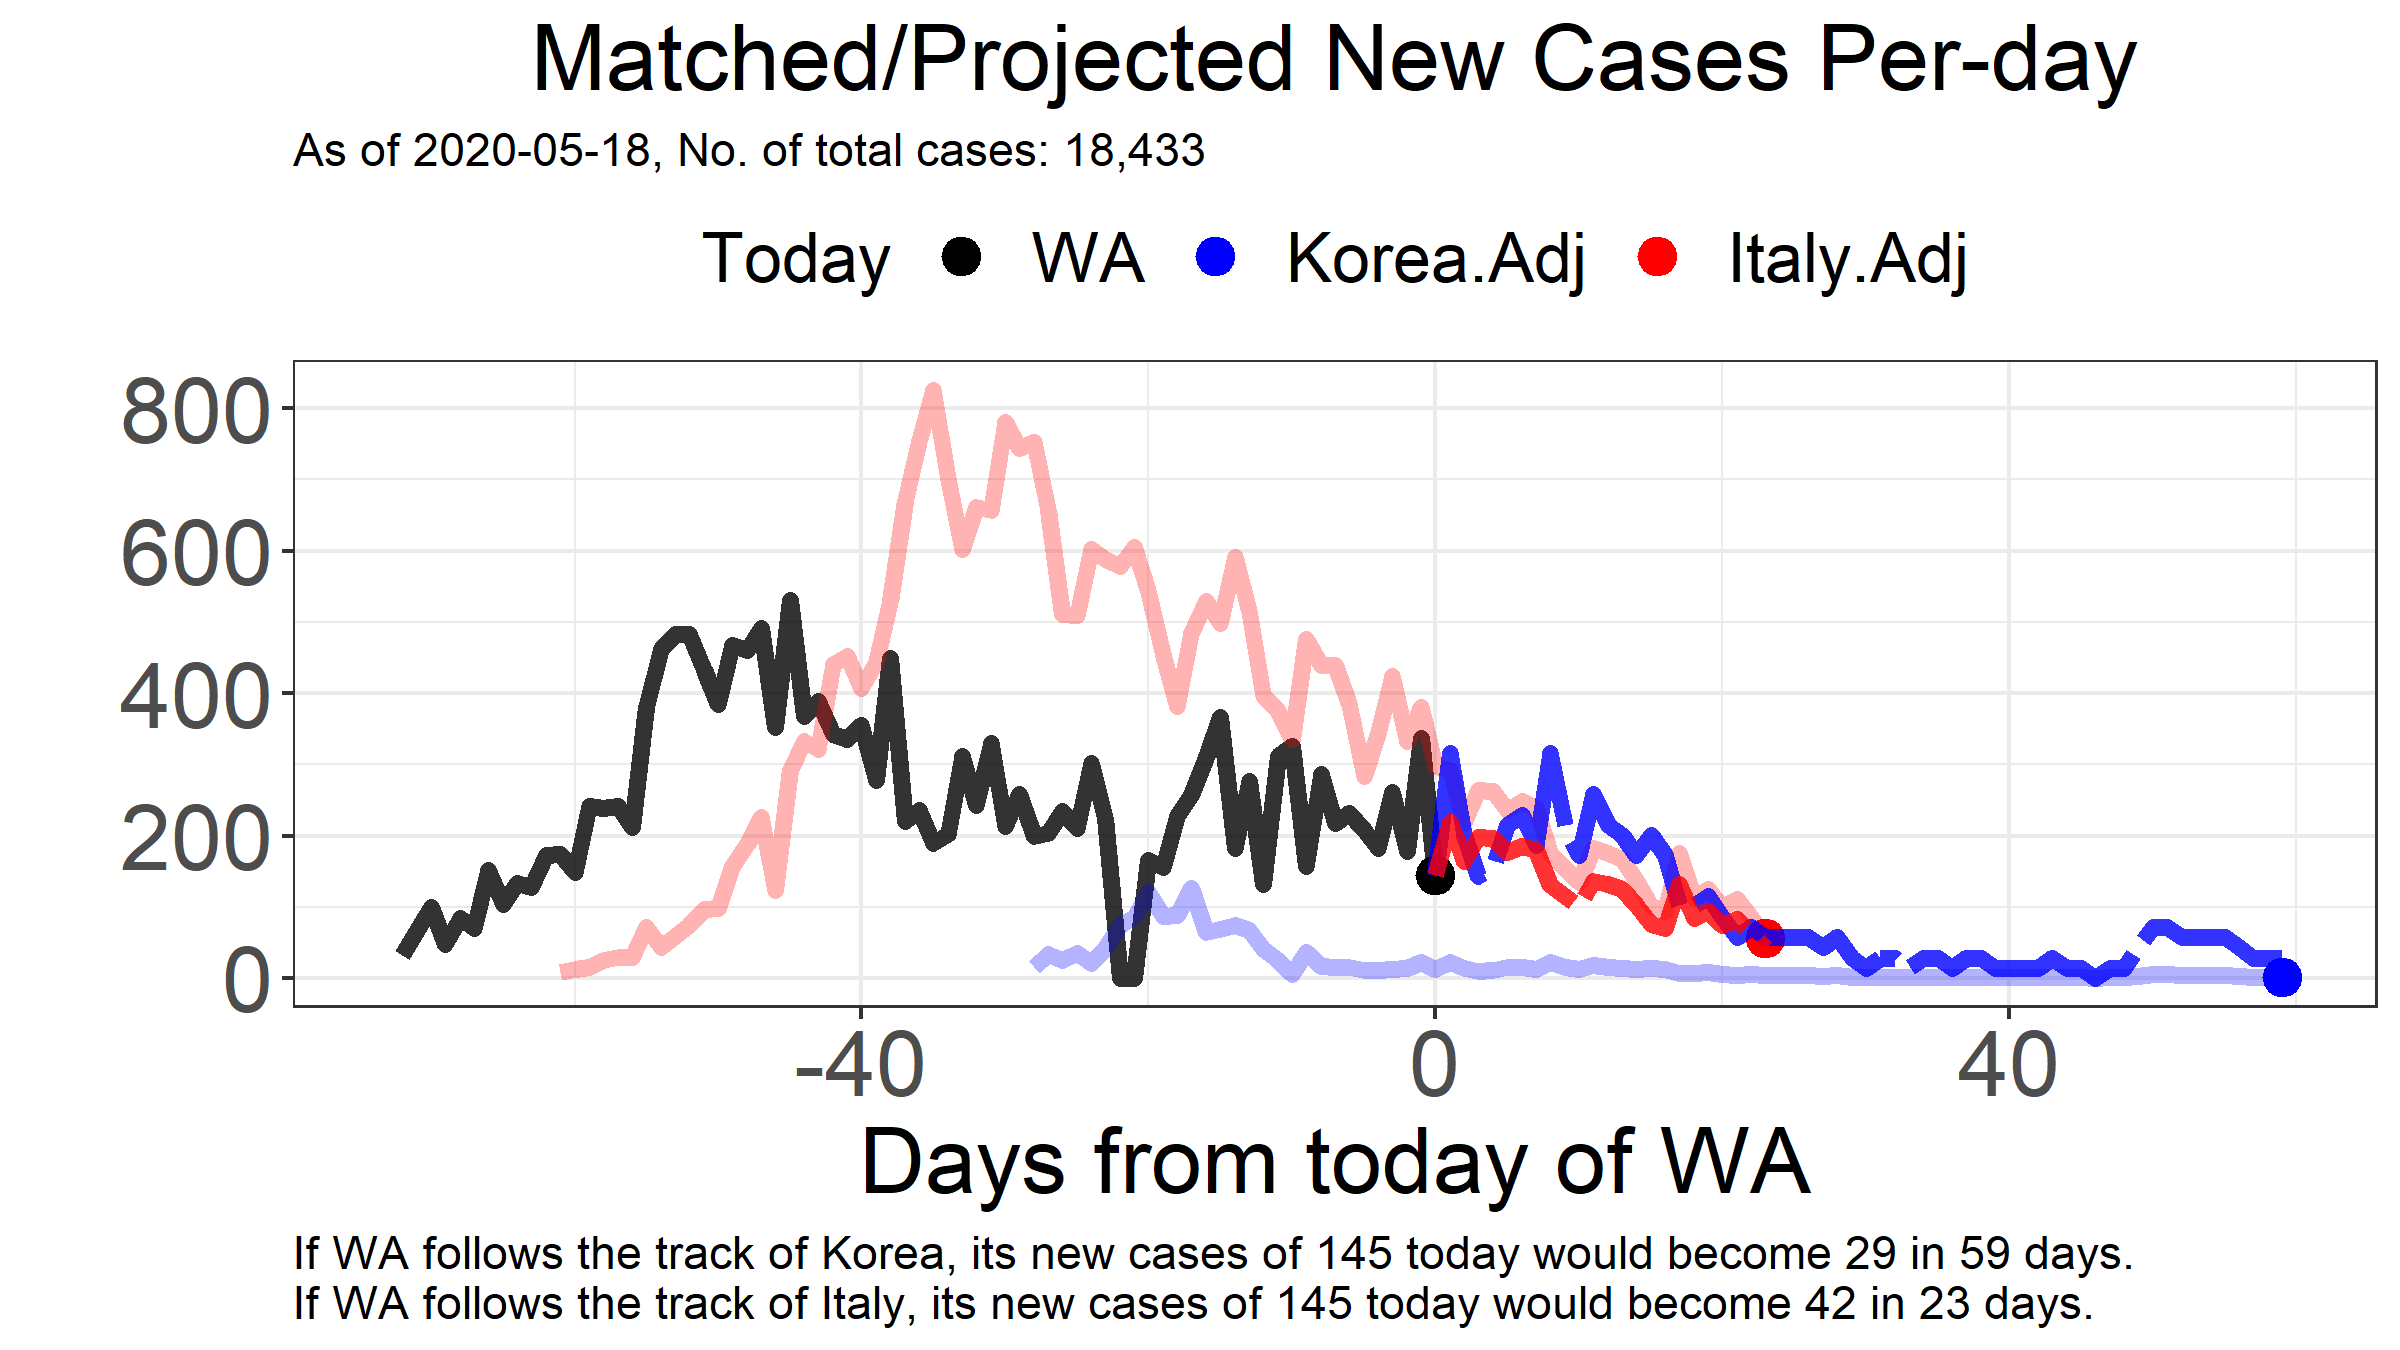 Matched/Projected New Cases Per-day
As of 2020-05-18, No. of total cases: 18,433
Today WA Korea.Adj Italy.Adj
800
600
400
200
0
-40 0 40
Days from today of WA
If WA follows the track of Korea, its new cases of 145 today would become 29 in 59 days.
If WA follows the track of Italy, its new cases of 145 today would become 42 in 23 days.